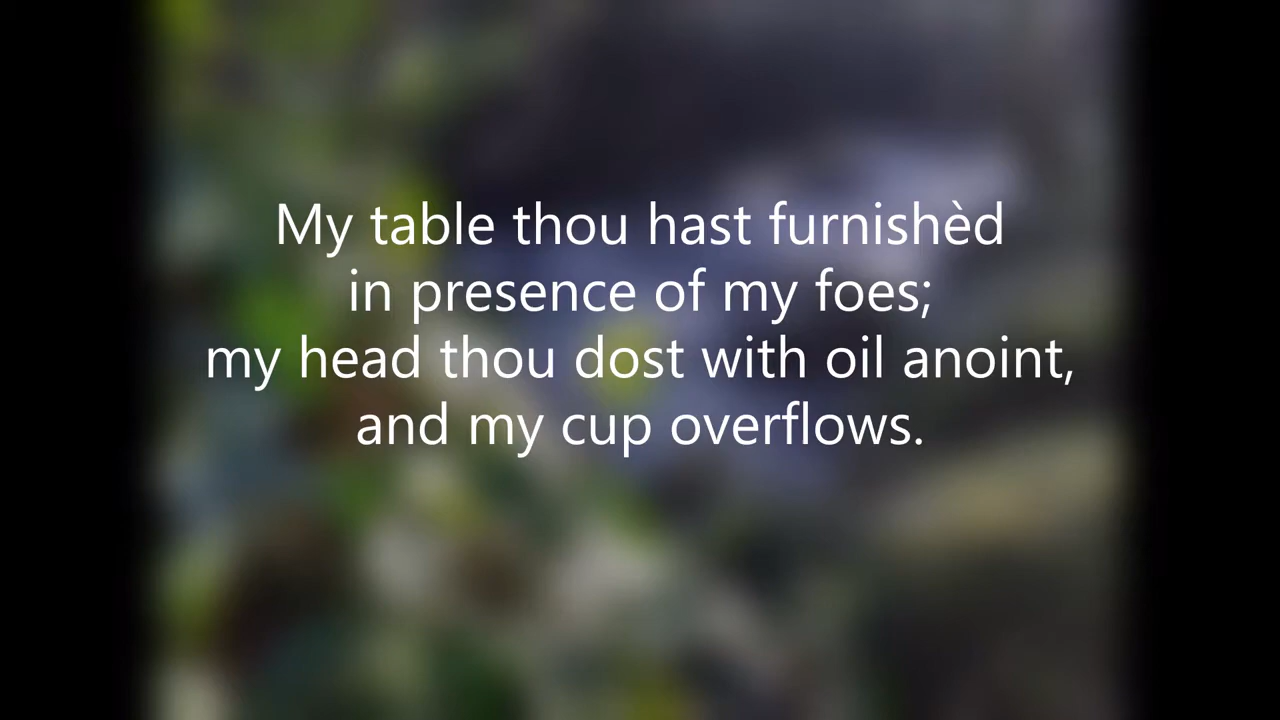 My table thou hast furnishèd
in presence of my foes;
my head thou dost with oil anoint,
and my cup overflows.